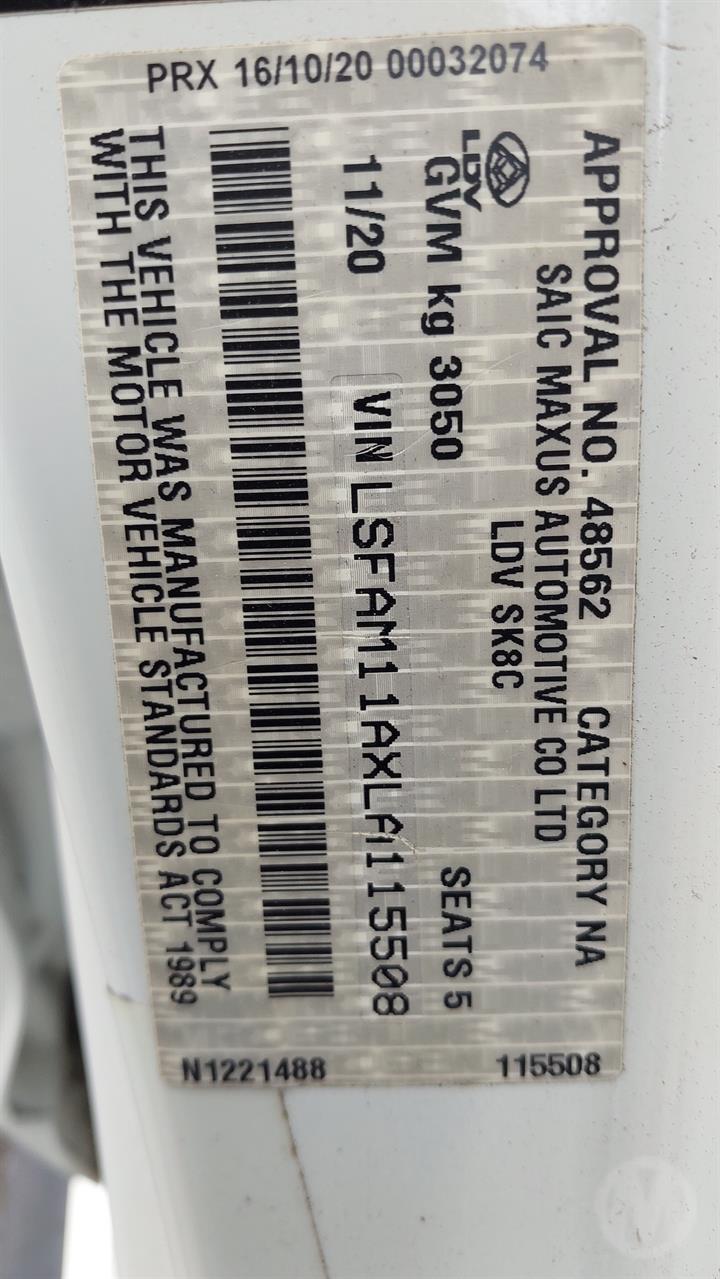 PRX 16/10/20 00032074
APPROVAL NO. 48562 CATEGORY NA
SAIC MAXUS AUTOMOTIVE CO LTD
LDV LDV SK8C
GVM kg 3050 SEATS 5
11/20 VIN LSFAM11AXLA115508
THIS VEHICLE WAS MANUFACTURED TO COMPLY
WITH THE MOTOR VEHICLE STANDARDS ACT 1989
N1221488 115508
M